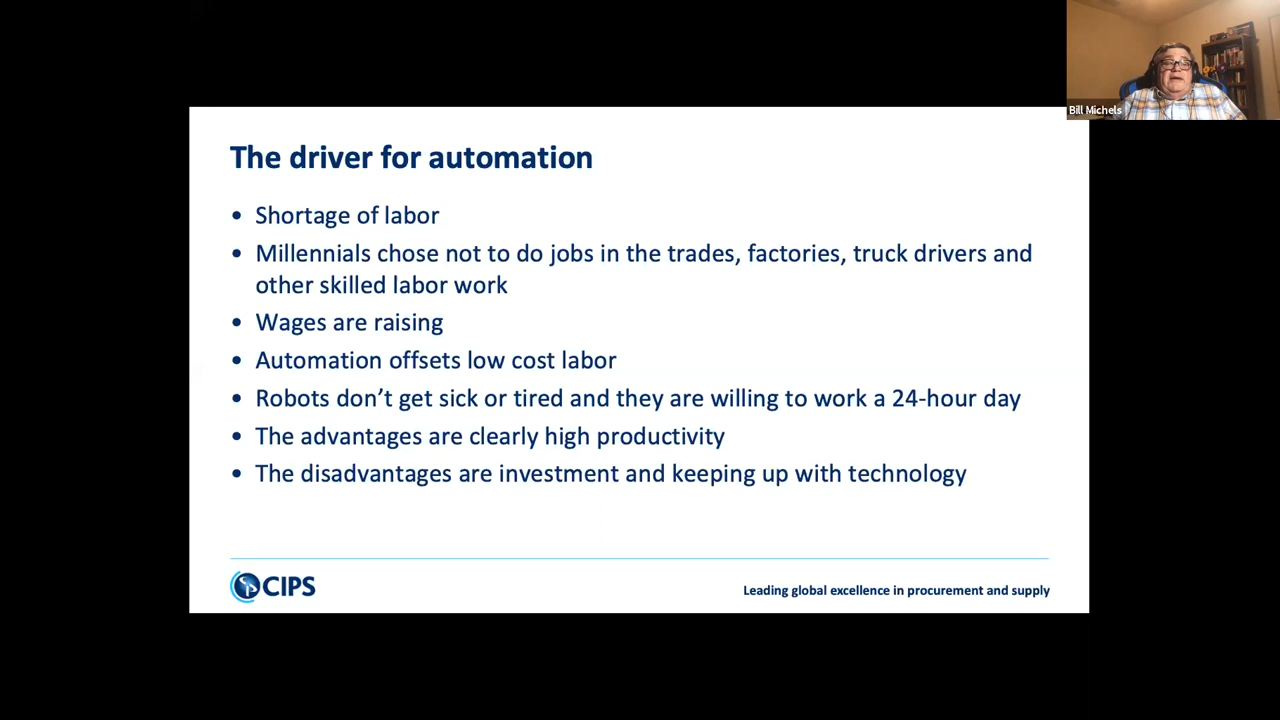 Bill Michels
The driver for automation
• Shortage of labor
• Millennials chose not to do jobs in the trades, factories, truck drivers and
other skilled labor work
• Wages are raising
• Automation offsets low cost labor
• Robots don’t get sick or tired and they are willing to work a 24-hour day
• The advantages are clearly high productivity
• The disadvantages are investment and keeping up with technology
CIPS
Leading global excellence in procurement and supply